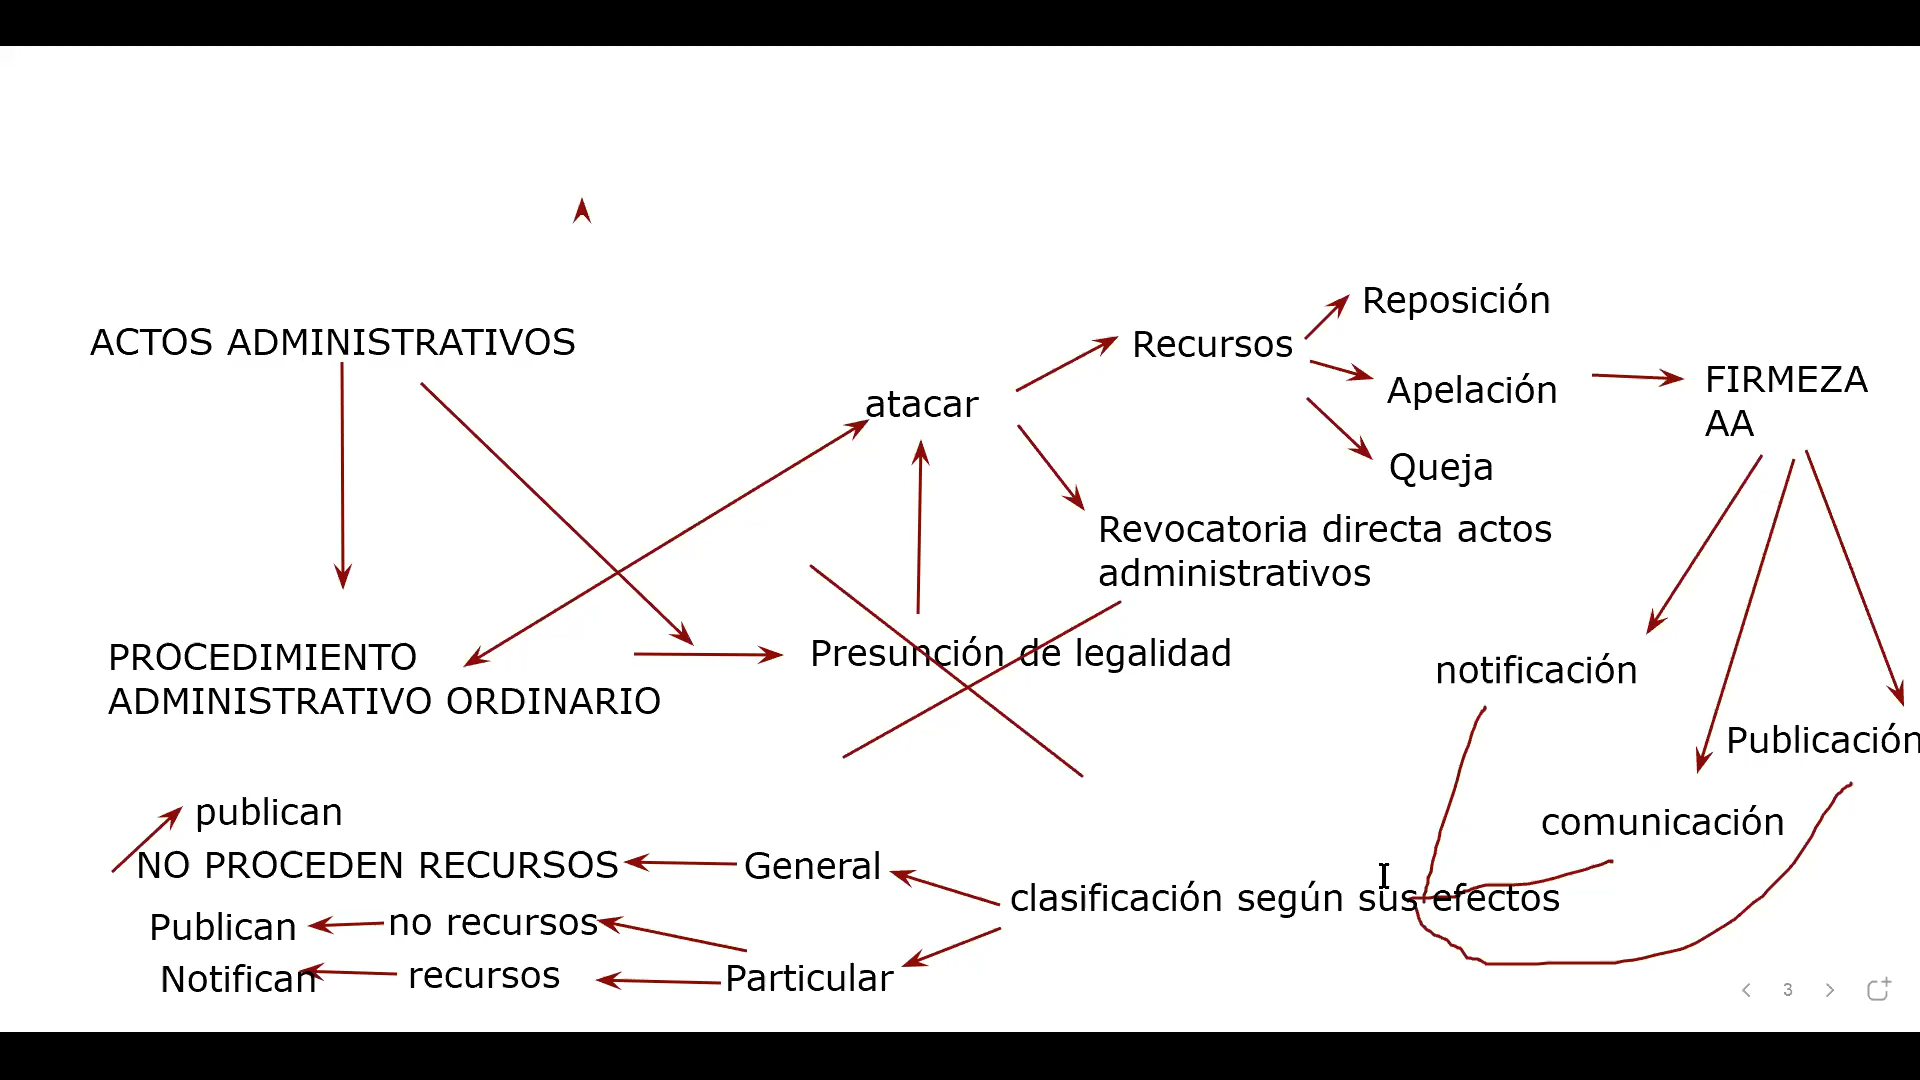 Reposición
ACTOS ADMINISTRATIVOS
Recursos
FIRMEZA
AA
atacar
Apelación
Queja
Revocatoria directa actos
administrativos
PROCEDIMIENTO
ADMINISTRATIVO ORDINARIO
Presunción de legalidad
notificación
Publicación
comunicación
publican
NO PROCEDEN RECURSOS
General
clasificación según sus efectos
Publican
no recursos
Notifican
recursos
Particular
3